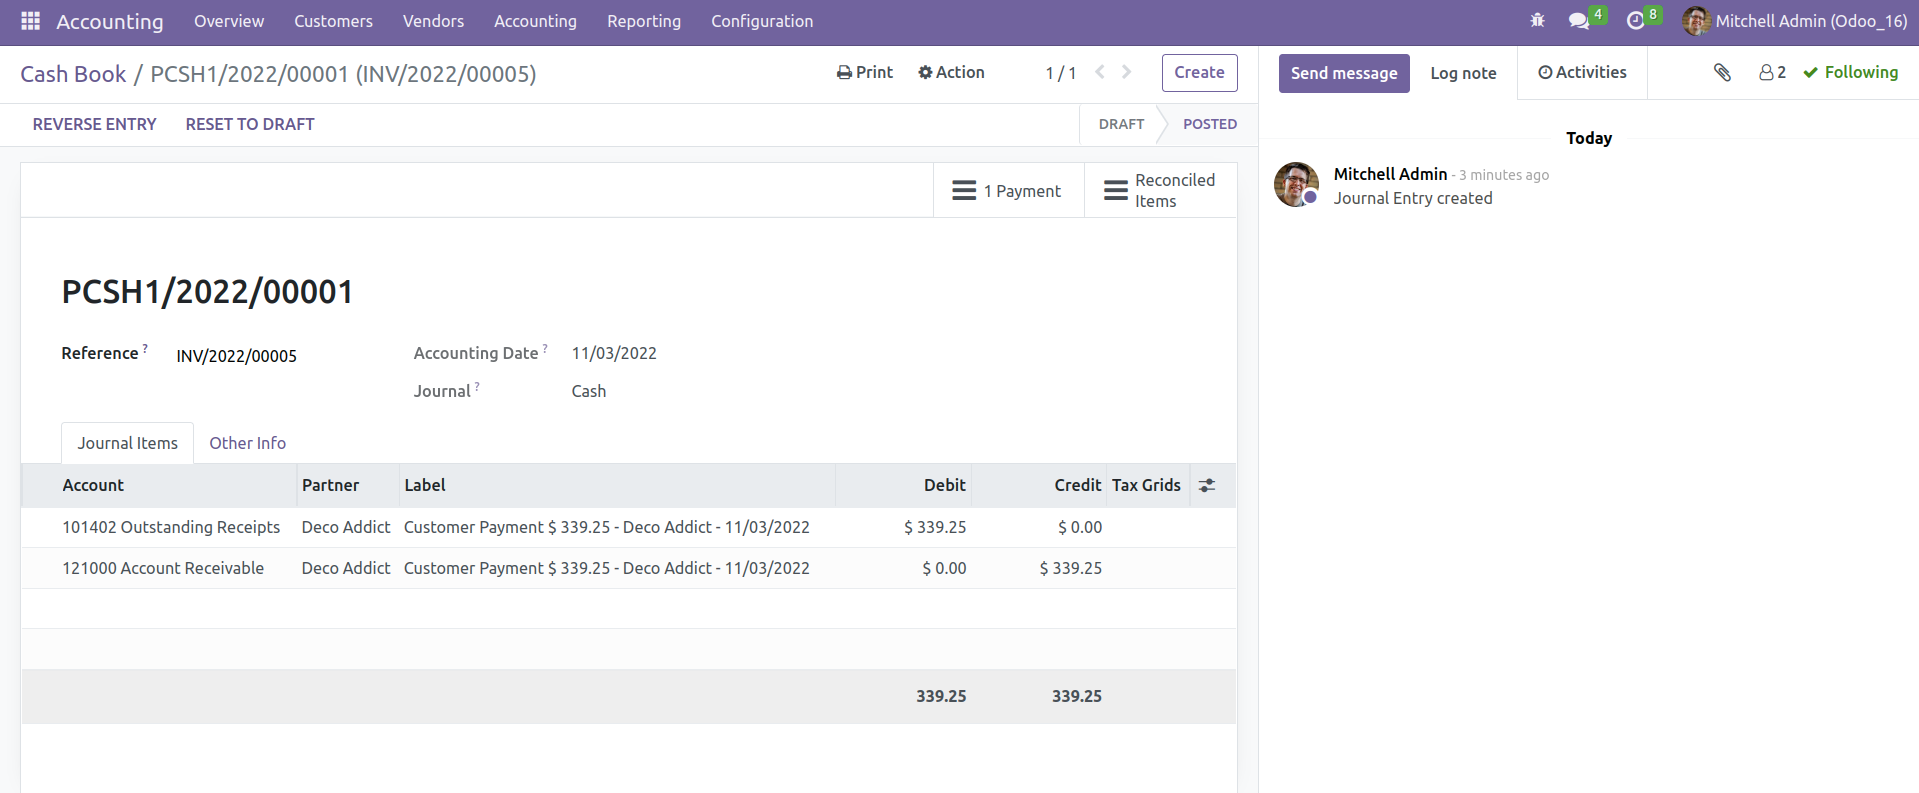 Accounting Overview Customers Vendors Accounting Reporting Configuration 4 8 Mitchell Admin (Odoo_16)
Cash Book / PCSH1/2022/00001 (INV/2022/00005) Print Action 1 / 1 Create
Send message Log note Activities 2 Following
REVERSE ENTRY RESET TO DRAFT DRAFT POSTED
1 Payment
Reconciled
Items
PCSH1/2022/00001
Reference ? INV/2022/00005 Accounting Date ? 11/03/2022
Journal ? Cash
Journal Items Other Info
Account Partner Label Debit Credit Tax Grids
101402 Outstanding Receipts Deco Addict Customer Payment $ 339.25 - Deco Addict - 11/03/2022 $ 339.25 $ 0.00
121000 Account Receivable Deco Addict Customer Payment $ 339.25 - Deco Addict - 11/03/2022 $ 0.00 $ 339.25
339.25 339.25
Today
Mitchell Admin - 3 minutes ago
Journal Entry created